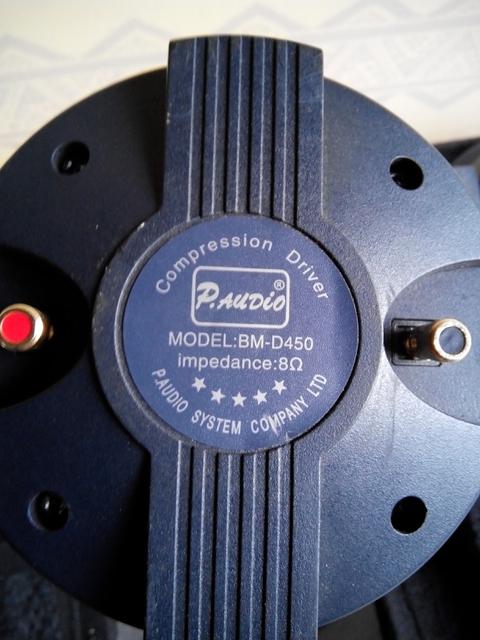 Compression Driver
P.AUDIO®
MODEL:BM-D450
impedance:8Ω
P.AUDIO SYSTEM COMPANY LTD